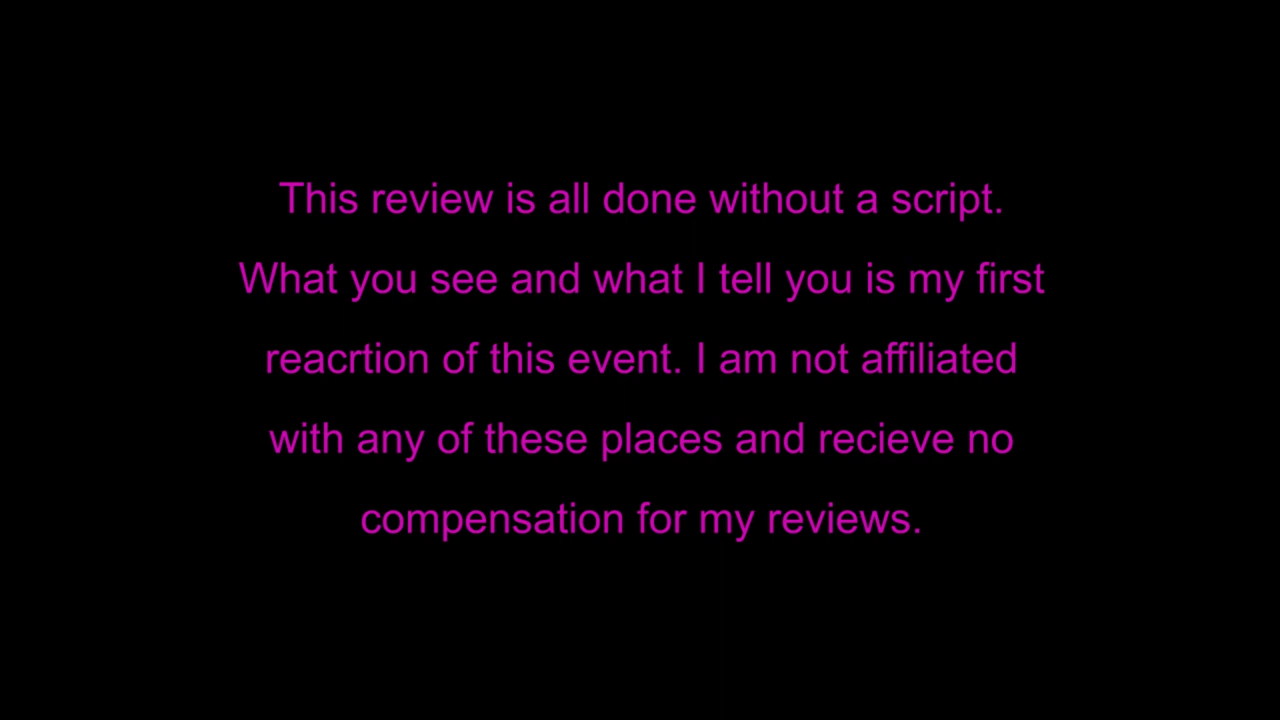 This review is all done without a script.
What you see and what I tell you is my first
reacrtion of this event. I am not affiliated
with any of these places and recieve no
compensation for my reviews.